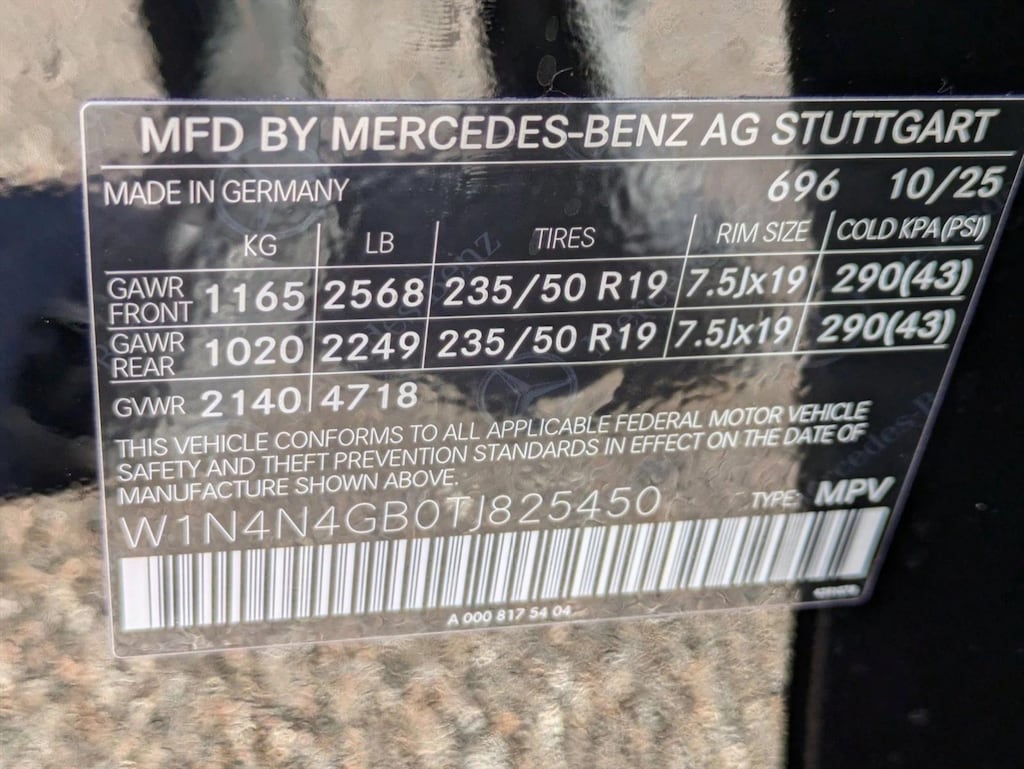 MFD BY MERCEDES-BENZ AG STUTTGART
MADE IN GERMANY 696 10/25
KG LB TIRES RIM SIZE COLD KPA(PSI)
GAWR FRONT 1165 2568 235/50 R19 7.5Jx19 290(43)
GAWR REAR 1020 2249 235/50 R19 7.5Jx19 290(43)
GVWR 2140 4718
THIS VEHICLE CONFORMS TO ALL APPLICABLE FEDERAL MOTOR VEHICLE
SAFETY AND THEFT PREVENTION STANDARDS IN EFFECT ON THE DATE OF
MANUFACTURE SHOWN ABOVE.
W1N4N4GB0TJ825450 TYPE: MPV
A 000 817 54 04